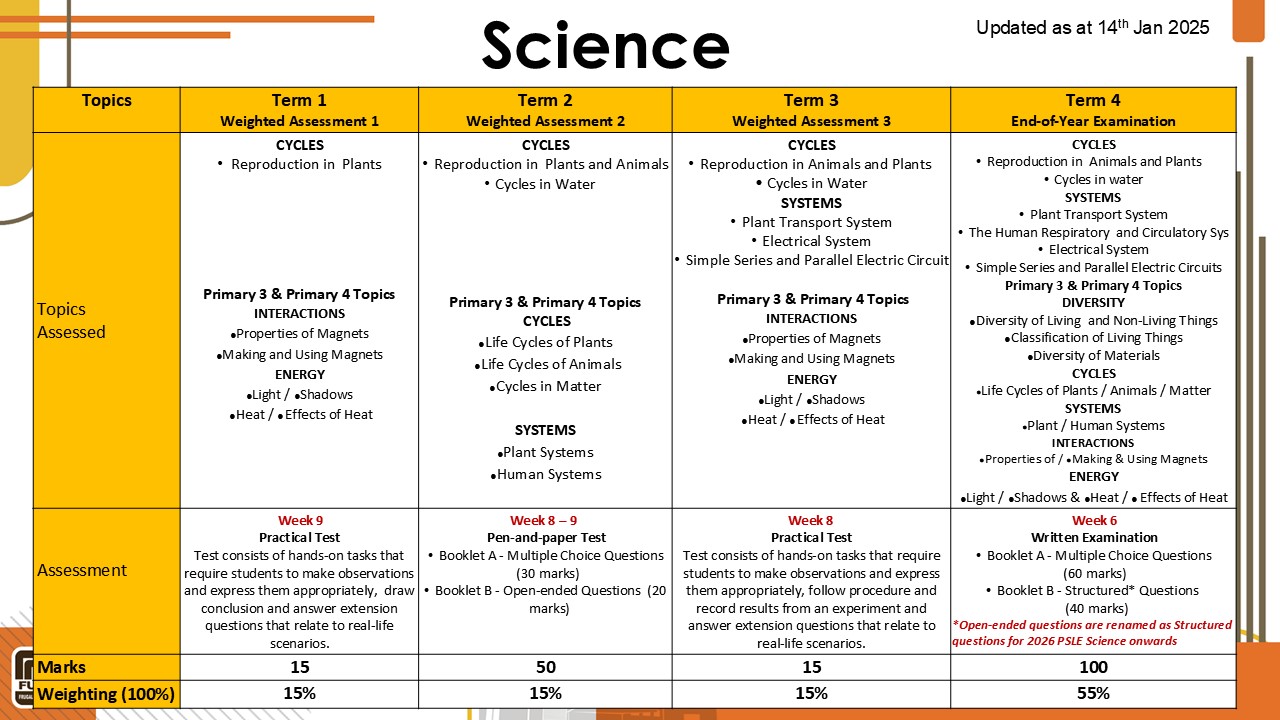 Science
Updated as at 14th Jan 2025
Topics
Term 1
Weighted Assessment 1
Term 2
Weighted Assessment 2
Term 3
Weighted Assessment 3
Term 4
End-of-Year Examination
Topics
Assessed
CYCLES
• Reproduction in Plants
Primary 3 & Primary 4 Topics
INTERACTIONS
●Properties of Magnets
●Making and Using Magnets
ENERGY
●Light / ●Shadows
●Heat / ●Effects of Heat
CYCLES
• Reproduction in Plants and Animals
• Cycles in Water
Primary 3 & Primary 4 Topics
CYCLES
●Life Cycles of Plants
●Life Cycles of Animals
●Cycles in Matter
SYSTEMS
●Plant Systems
●Human Systems
CYCLES
• Reproduction in Animals and Plants
• Cycles in Water
SYSTEMS
• Plant Transport System
• Electrical System
• Simple Series and Parallel Electric Circuit
Primary 3 & Primary 4 Topics
INTERACTIONS
●Properties of Magnets
●Making and Using Magnets
ENERGY
●Light / ●Shadows
●Heat / ●Effects of Heat
CYCLES
• Reproduction in Animals and Plants
• Cycles in water
SYSTEMS
• Plant Transport System
• The Human Respiratory and Circulatory Sys
• Electrical System
• Simple Series and Parallel Electric Circuits
Primary 3 & Primary 4 Topics
DIVERSITY
●Diversity of Living and Non-Living Things
●Classification of Living Things
●Diversity of Materials
CYCLES
●Life Cycles of Plants / Animals / Matter
SYSTEMS
●Plant / Human Systems
INTERACTIONS
●Properties of / ●Making & Using Magnets
ENERGY
●Light / ●Shadows & ●Heat / ● Effects of Heat
Assessment
Week 9
Practical Test
Test consists of hands-on tasks that
require students to make observations
and express them appropriately, draw
conclusion and answer extension
questions that relate to real-life
scenarios.
Week 8 – 9
Pen-and-paper Test
• Booklet A - Multiple Choice Questions
(30 marks)
• Booklet B - Open-ended Questions (20
marks)
Week 8
Practical Test
Test consists of hands-on tasks that require
students to make observations and express
them appropriately, follow procedure and
record results from an experiment and
answer extension questions that relate to
real-life scenarios.
Week 6
Written Examination
• Booklet A - Multiple Choice Questions
(60 marks)
• Booklet B - Structured* Questions
(40 marks)
*Open-ended questions are renamed as Structured
questions for 2026 PSLE Science onwards
Marks
15
50
15
100
Weighting (100%)
15%
15%
15%
55%